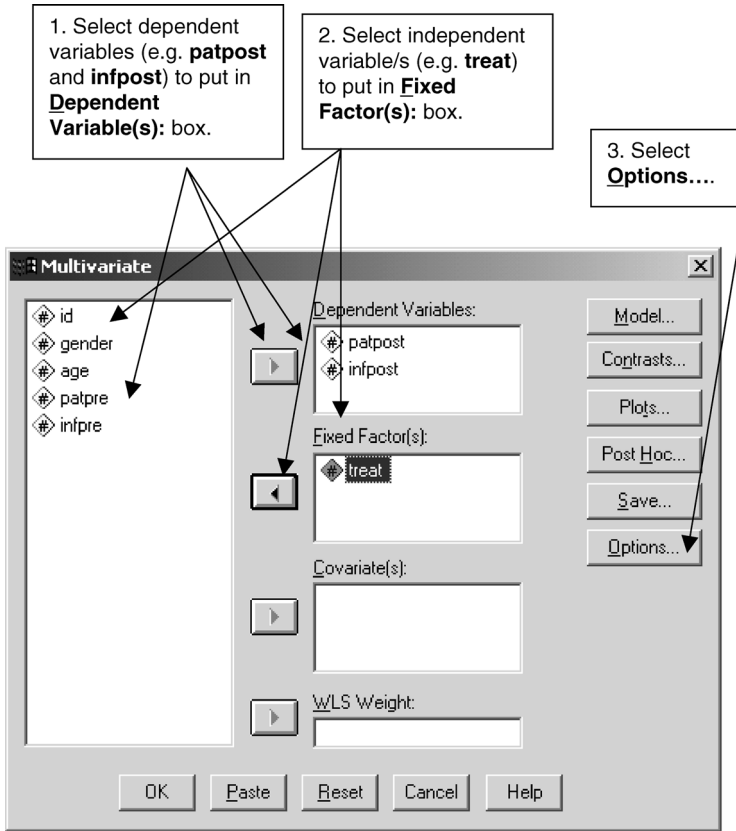 1. Select dependent
variables (e.g. patpost
and infpost) to put in
Dependent
Variable(s): box.
2. Select independent
variable/s (e.g. treat)
to put in Fixed
Factor(s): box.
3. Select
Options….
Multivariate
id
gender
age
patpre
infpre
Dependent Variables:
patpost
infpost
Fixed Factor(s):
treat
Covariate(s):
WLS Weight:
Model...
Contrasts...
Plots...
Post Hoc...
Save...
Options...
OK Paste Reset Cancel Help